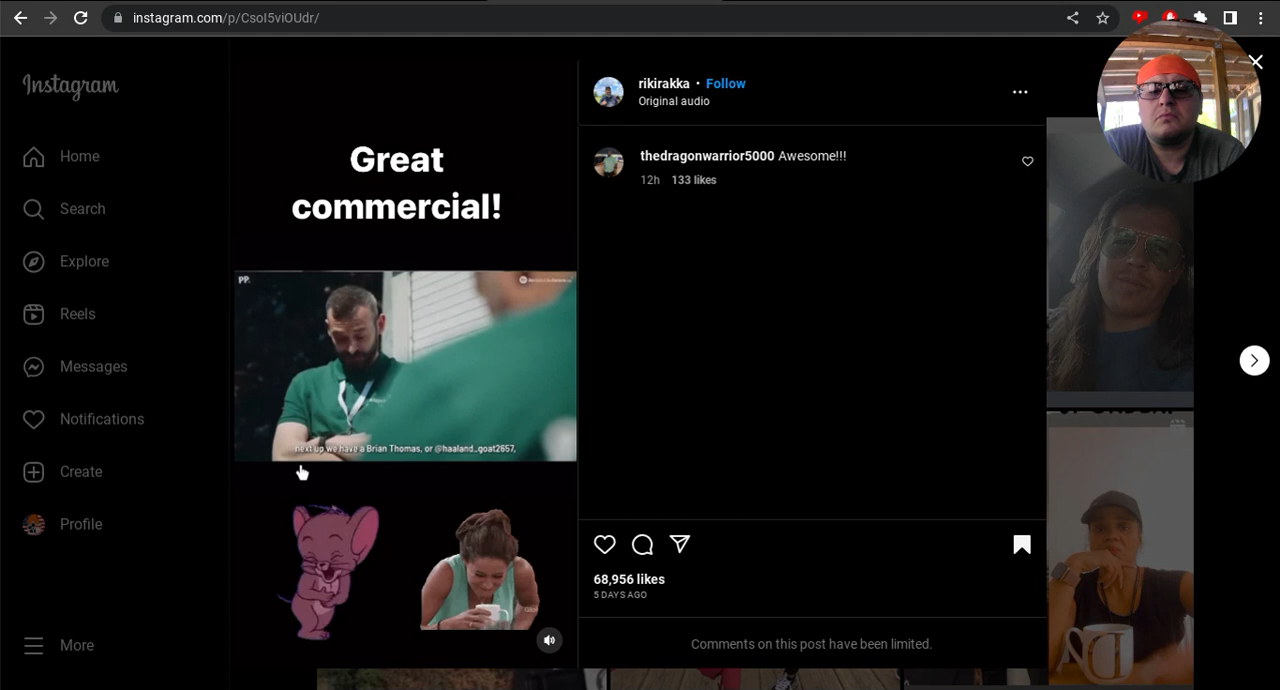 instagram.com/p/CsoI5viOUdr/
Instagram
Home
Search
Explore
Reels
Messages
Notifications
Create
Profile
More
Great
commercial!
PP.
next up we have a Brian Thomas, or @haaland_goat2657,
rikirakka • Follow
Original audio
thedragonwarrior5000 Awesome!!!
12h 133 likes
68,956 likes
5 DAYS AGO
Comments on this post have been limited.